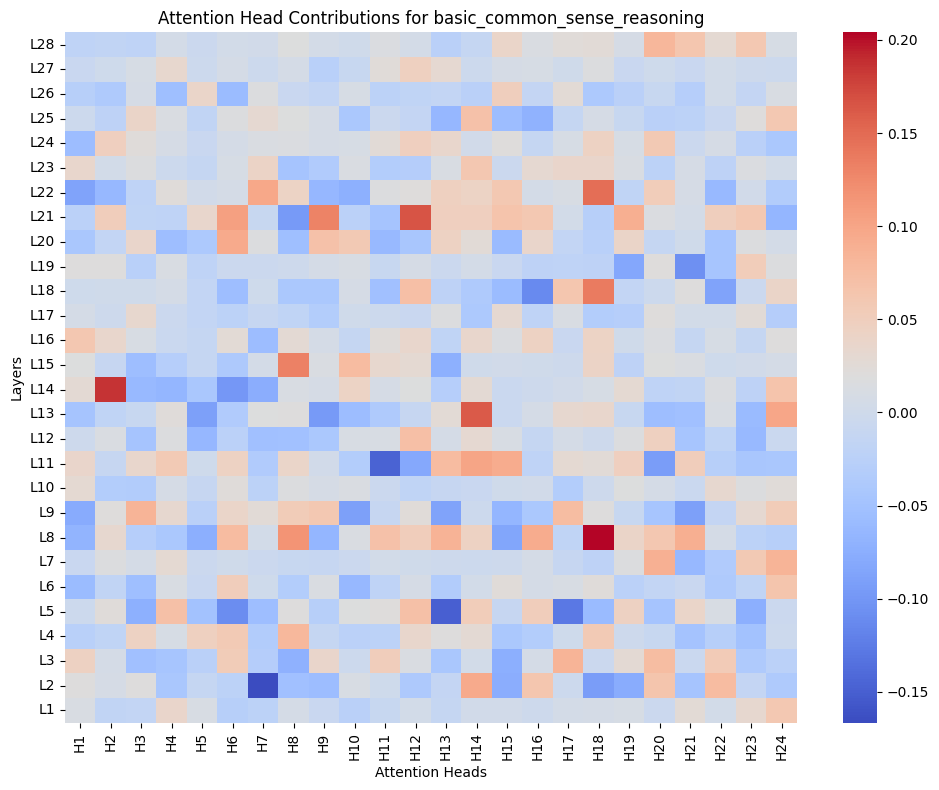 Attention Head Contributions for basic_common_sense_reasoning
Layers
L28
L27
L26
L25
L24
L23
L22
L21
L20
L19
L18
L17
L16
L15
L14
L13
L12
L11
L10
L9
L8
L7
L6
L5
L4
L3
L2
L1
H1 H2 H3 H4 H5 H6 H7 H8 H9 H10 H11 H12 H13 H14 H15 H16 H17 H18 H19 H20 H21 H22 H23 H24
Attention Heads
0.20
0.15
0.10
0.05
0.00
−0.05
−0.10
−0.15